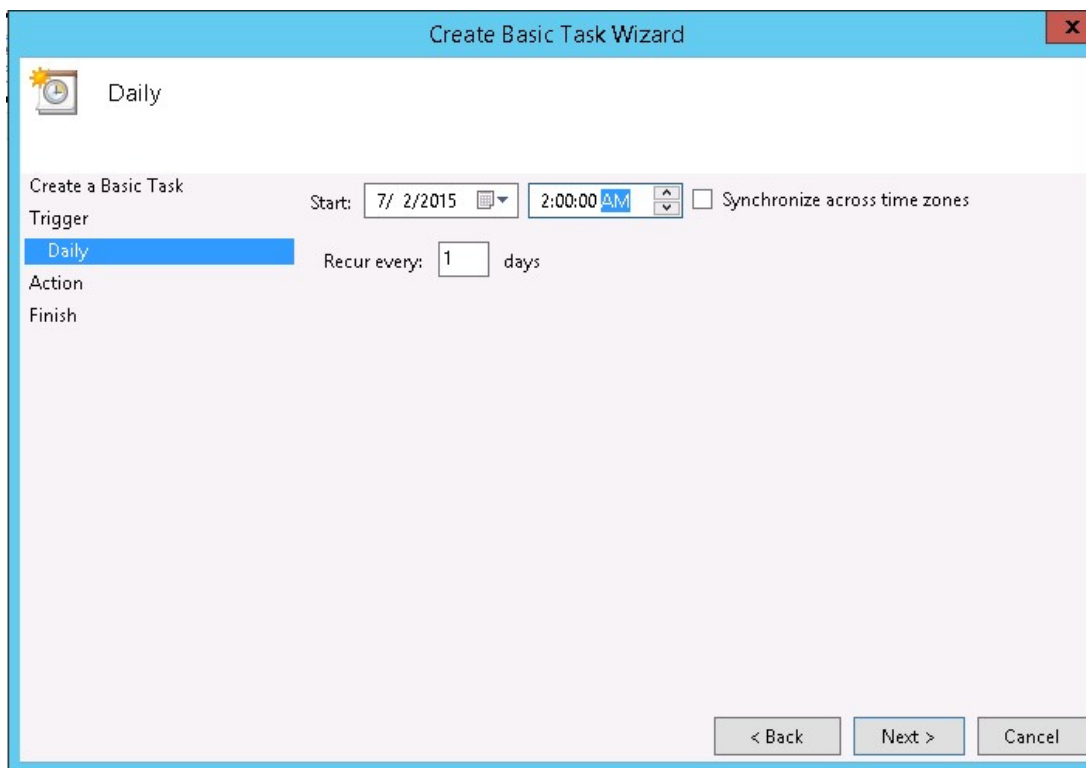 Create Basic Task Wizard
x
Daily
Create a Basic Task
Trigger
Daily
Action
Finish
Start: 7/ 2/2015 2:00:00 AM Synchronize across time zones
Recur every: 1 days
< Back Next > Cancel